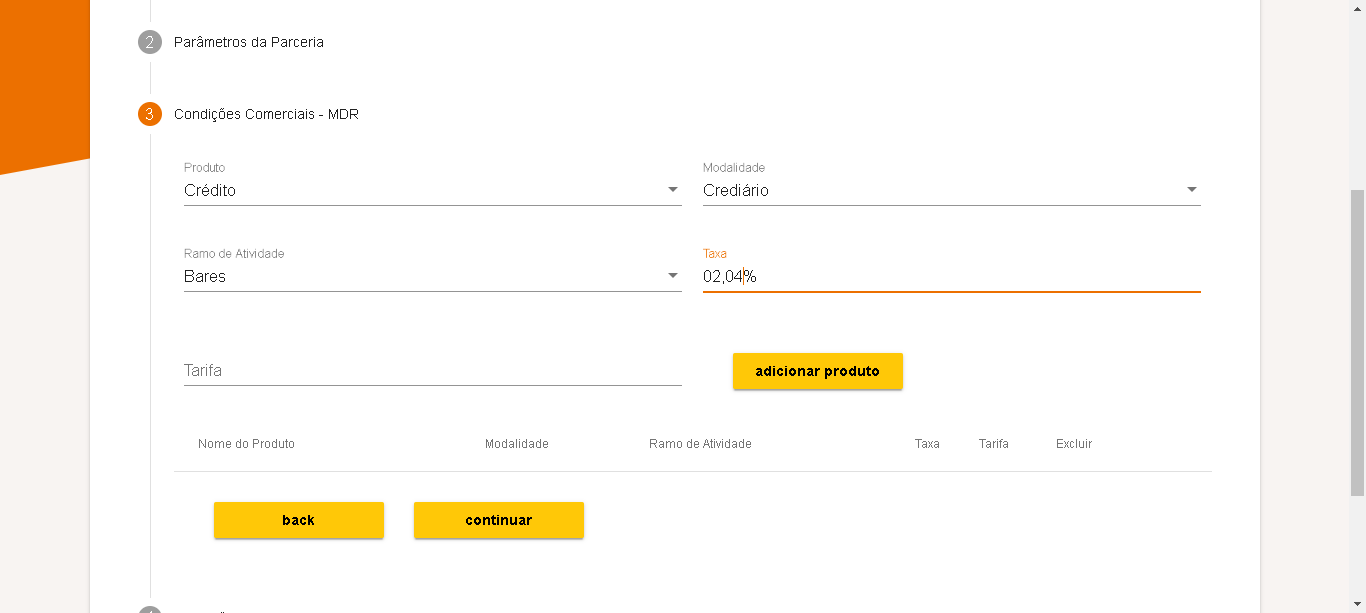 2 Parâmetros da Parceria
3 Condições Comerciais - MDR
Produto Modalidade
Crédito Crediário
Ramo de Atividade Taxa
Bares 02,04%
Tarifa adicionar produto
Nome do Produto Modalidade Ramo de Atividade Taxa Tarifa Excluir
back continuar